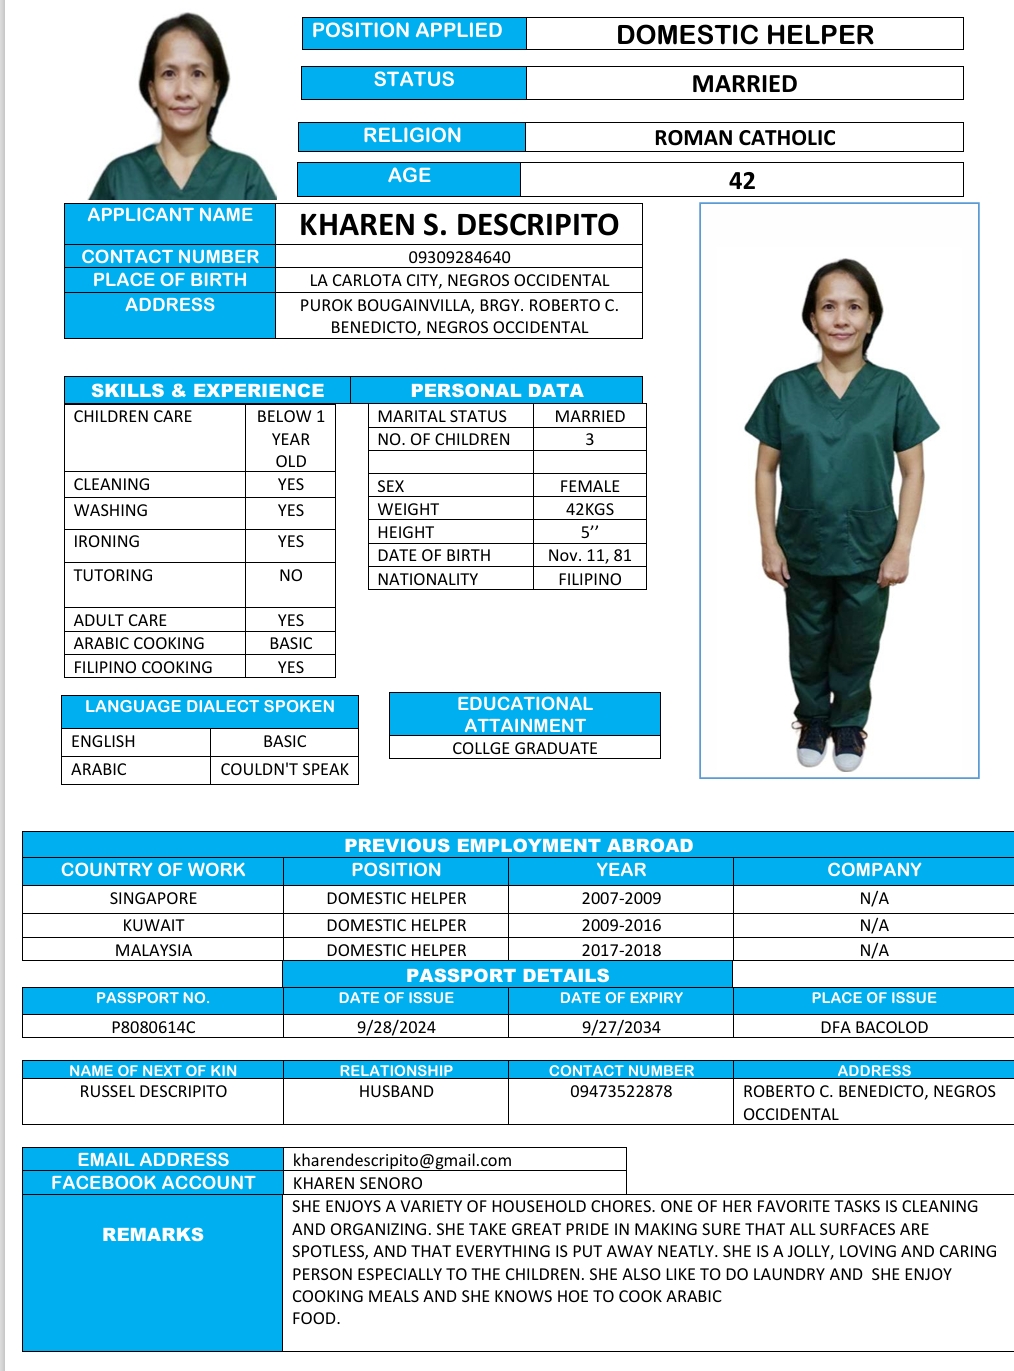 POSITION APPLIED DOMESTIC HELPER
STATUS MARRIED
RELIGION ROMAN CATHOLIC
AGE 42
APPLICANT NAME KHAREN S. DESCRIPITO
CONTACT NUMBER 09309284640
PLACE OF BIRTH LA CARLOTA CITY, NEGROS OCCIDENTAL
ADDRESS PUROK BOUGAINVILLA, BRGY. ROBERTO C.
BENEDICTO, NEGROS OCCIDENTAL
SKILLS & EXPERIENCE
CHILDREN CARE BELOW 1
YEAR
OLD
CLEANING YES
WASHING YES
IRONING YES
TUTORING NO
ADULT CARE YES
ARABIC COOKING BASIC
FILIPINO COOKING YES
PERSONAL DATA
MARITAL STATUS MARRIED
NO. OF CHILDREN 3
SEX FEMALE
WEIGHT 42KGS
HEIGHT 5’’
DATE OF BIRTH Nov. 11, 81
NATIONALITY FILIPINO
LANGUAGE DIALECT SPOKEN
ENGLISH BASIC
ARABIC COULDN'T SPEAK
EDUCATIONAL
ATTAINMENT
COLLGE GRADUATE
PREVIOUS EMPLOYMENT ABROAD
COUNTRY OF WORK POSITION YEAR COMPANY
SINGAPORE DOMESTIC HELPER 2007-2009 N/A
KUWAIT DOMESTIC HELPER 2009-2016 N/A
MALAYSIA DOMESTIC HELPER 2017-2018 N/A
PASSPORT DETAILS
PASSPORT NO. DATE OF ISSUE DATE OF EXPIRY PLACE OF ISSUE
P8080614C 9/28/2024 9/27/2034 DFA BACOLOD
NAME OF NEXT OF KIN RELATIONSHIP CONTACT NUMBER ADDRESS
RUSSEL DESCRIPITO HUSBAND 09473522878 ROBERTO C. BENEDICTO, NEGROS
OCCIDENTAL
EMAIL ADDRESS kharendescripito@gmail.com
FACEBOOK ACCOUNT KHAREN SENORO
REMARKS
SHE ENJOYS A VARIETY OF HOUSEHOLD CHORES. ONE OF HER FAVORITE TASKS IS CLEANING
AND ORGANIZING. SHE TAKE GREAT PRIDE IN MAKING SURE THAT ALL SURFACES ARE
SPOTLESS, AND THAT EVERYTHING IS PUT AWAY NEATLY. SHE IS A JOLLY, LOVING AND CARING
PERSON ESPECIALLY TO THE CHILDREN. SHE ALSO LIKE TO DO LAUNDRY AND SHE ENJOY
COOKING MEALS AND SHE KNOWS HOE TO COOK ARABIC
FOOD.